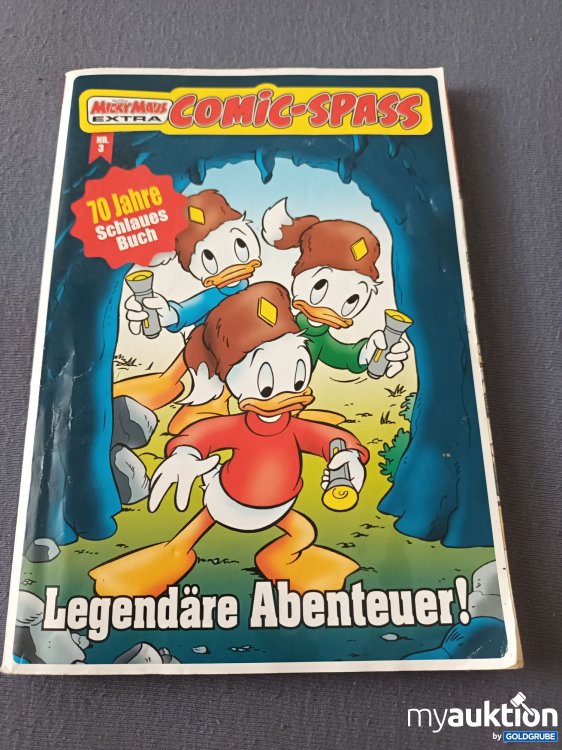 MICKY MAUS
EXTRA
COMIC-SPASS
NR.
3
70 Jahre
Schlaues
Buch
Legendäre Abenteuer!
myauktion
by GOLDGRUBE